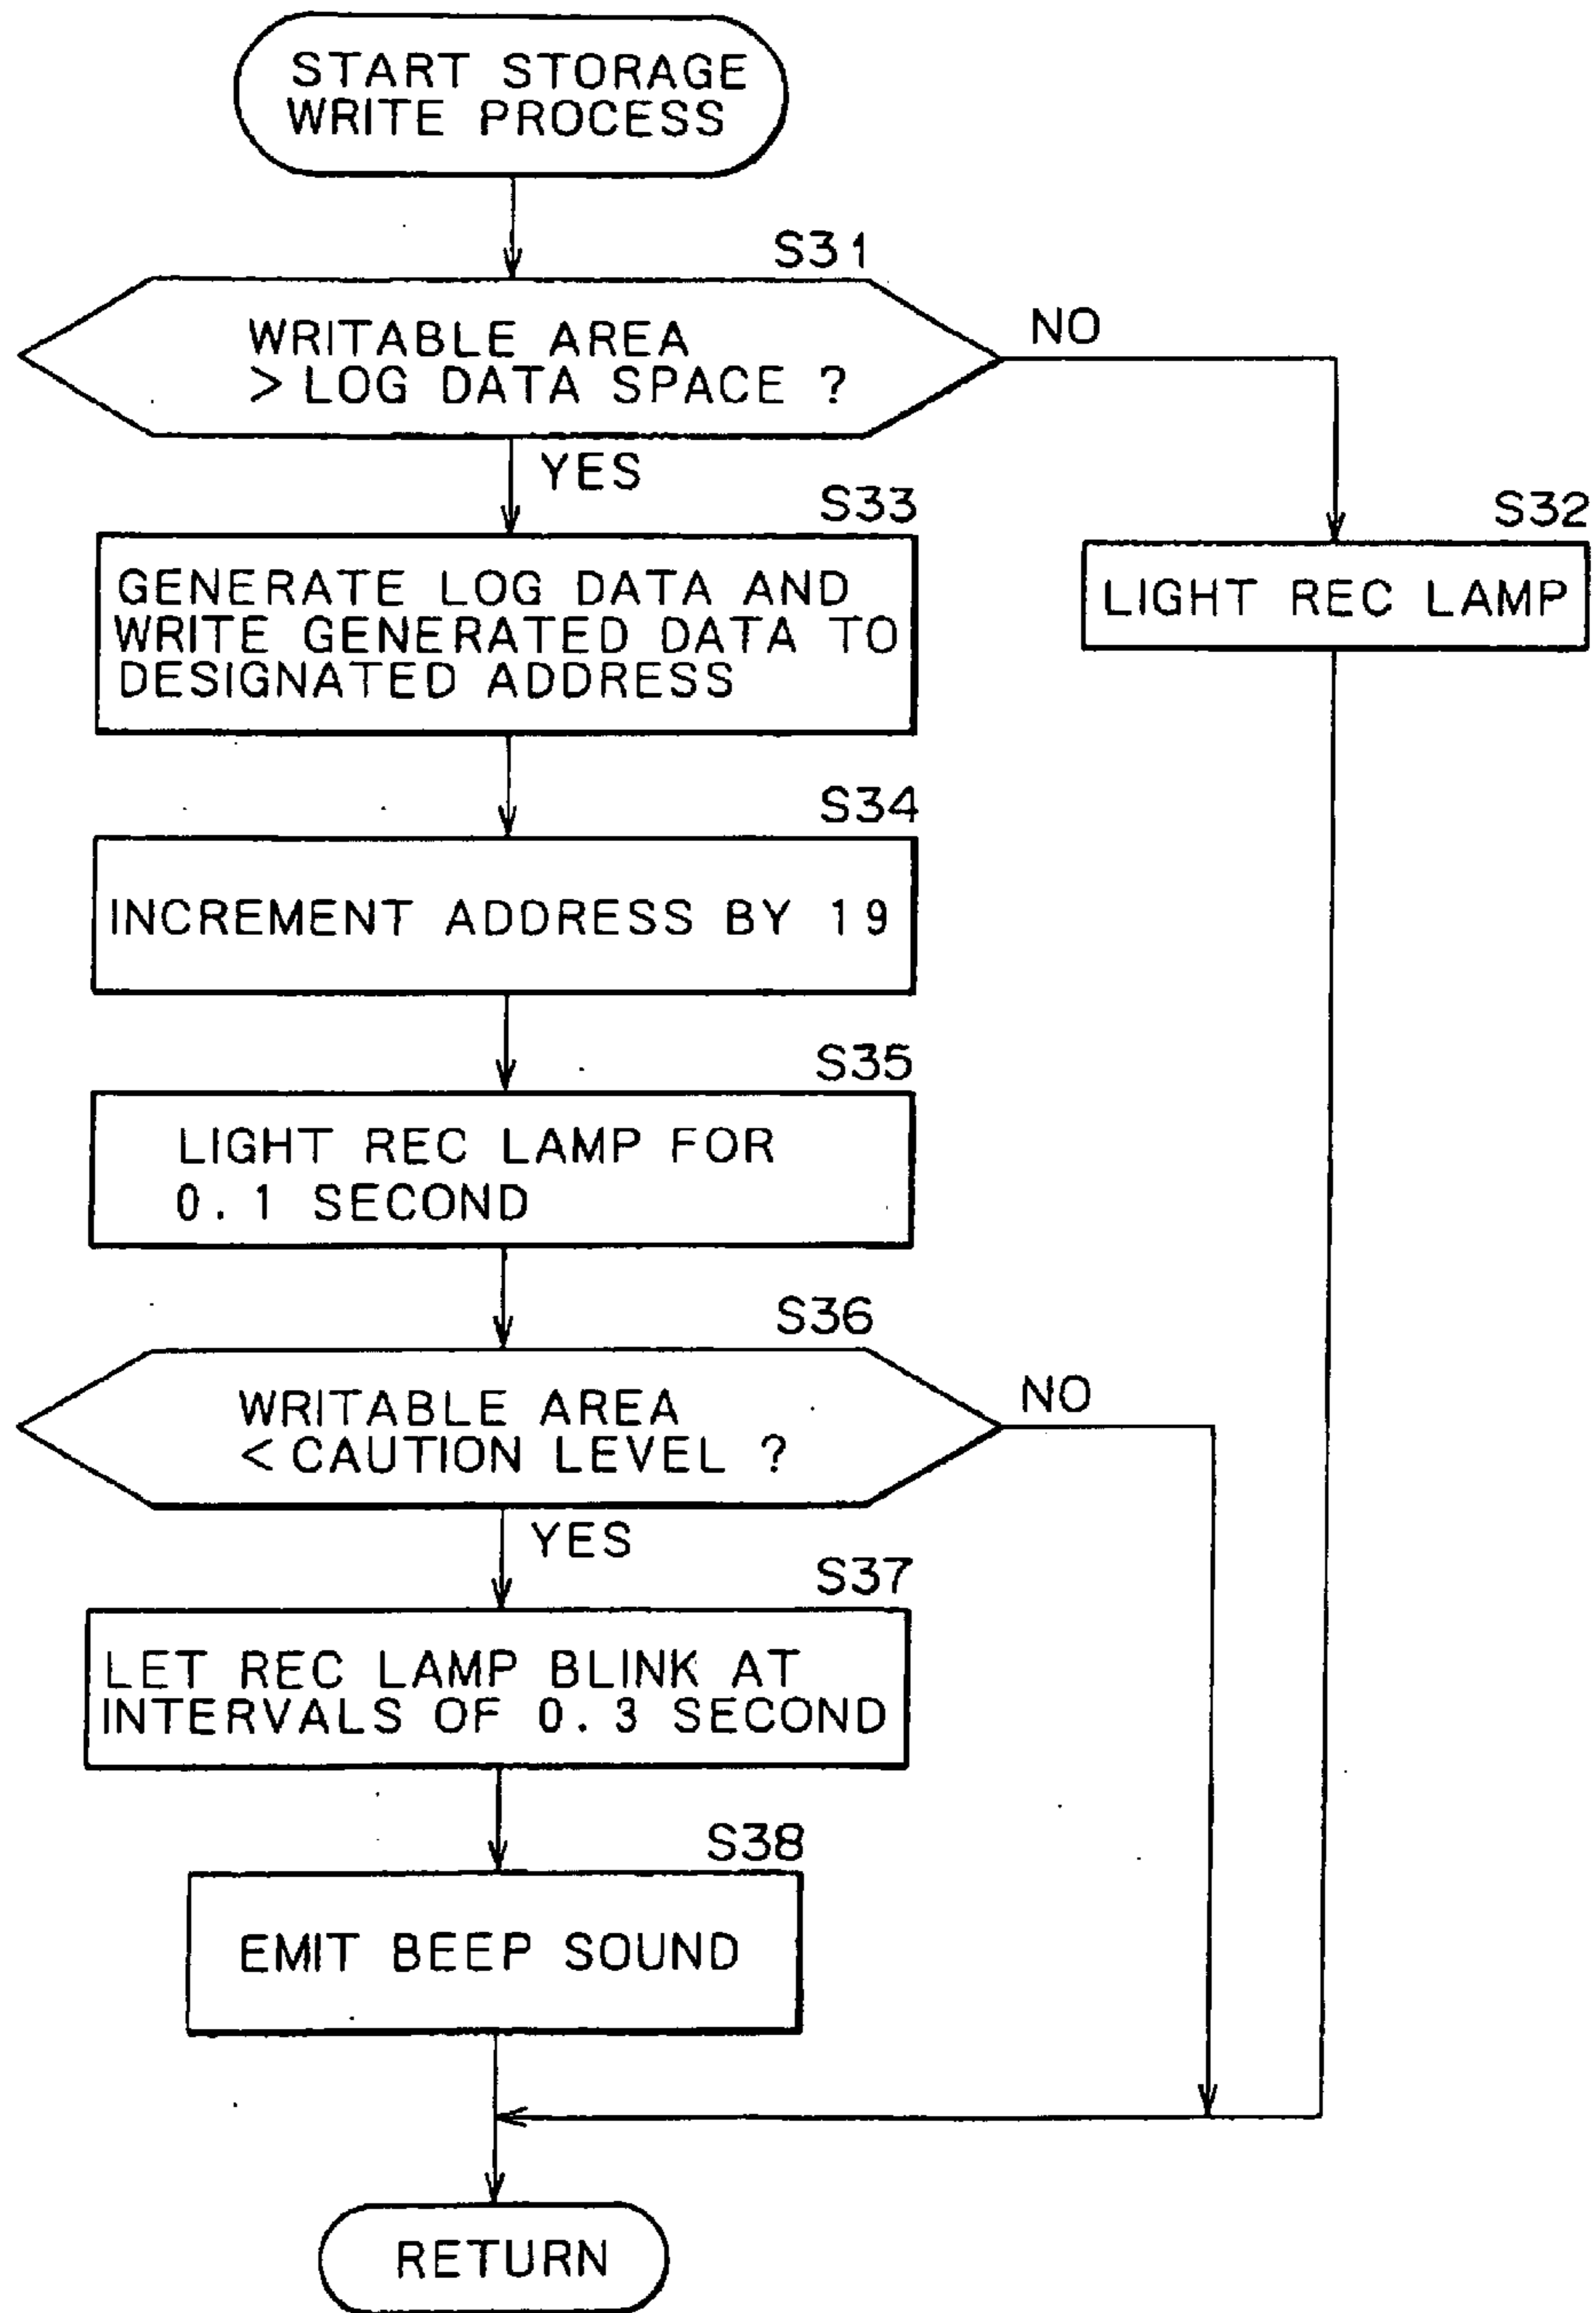 START STORAGE
WRITE PROCESS
S31
WRITABLE AREA
> LOG DATA SPACE ?
NO
YES
S33
GENERATE LOG DATA AND
WRITE GENERATED DATA TO
DESIGNATED ADDRESS
S32
LIGHT REC LAMP
S34
INCREMENT ADDRESS BY 19
S35
LIGHT REC LAMP FOR
0.1 SECOND
S36
WRITABLE AREA
< CAUTION LEVEL ?
NO
YES
S37
LET REC LAMP BLINK AT
INTERVALS OF 0.3 SECOND
S38
EMIT BEEP SOUND
RETURN